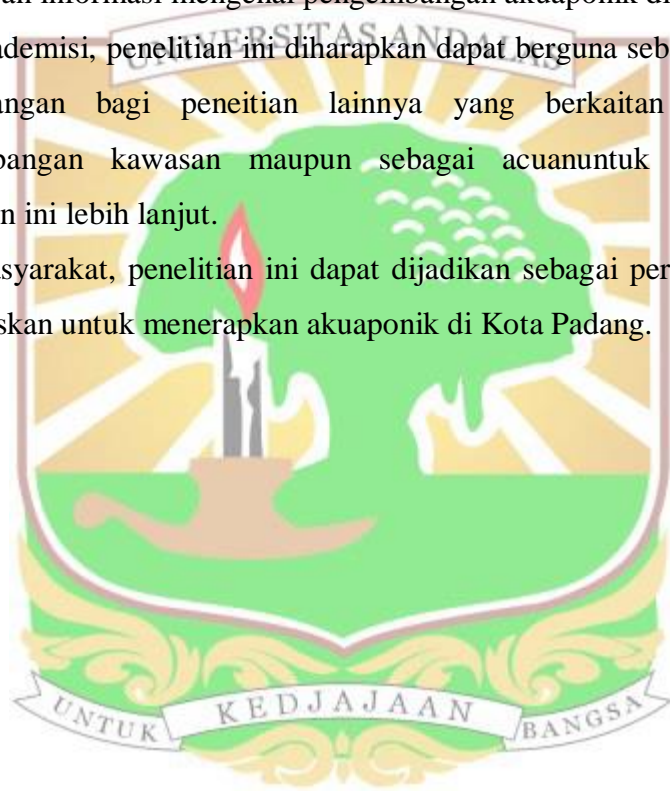 an informasi mengenai pengembangan akuaponik di
ademisi, penelitian ini diharapkan dapat berguna seb
UNIVERSITAS ANDALAS
angan bagi peneitian lainnya yang berkaitan
bangan kawasan maupun sebagai acuanuntuk
n ini lebih lanjut.
syarakat, penelitian ini dapat dijadikan sebagai per
skan untuk menerapkan akuaponik di Kota Padang.
UNTUK KEDJAJAAN BANGSA